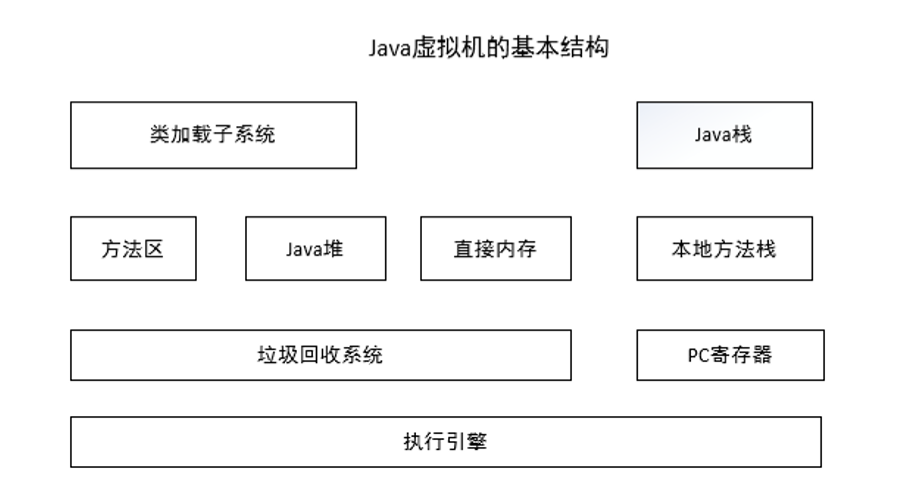 Java虚拟机的基本结构
类加载子系统
Java栈
方法区
Java堆
直接内存
本地方法栈
垃圾回收系统
PC寄存器
执行引擎